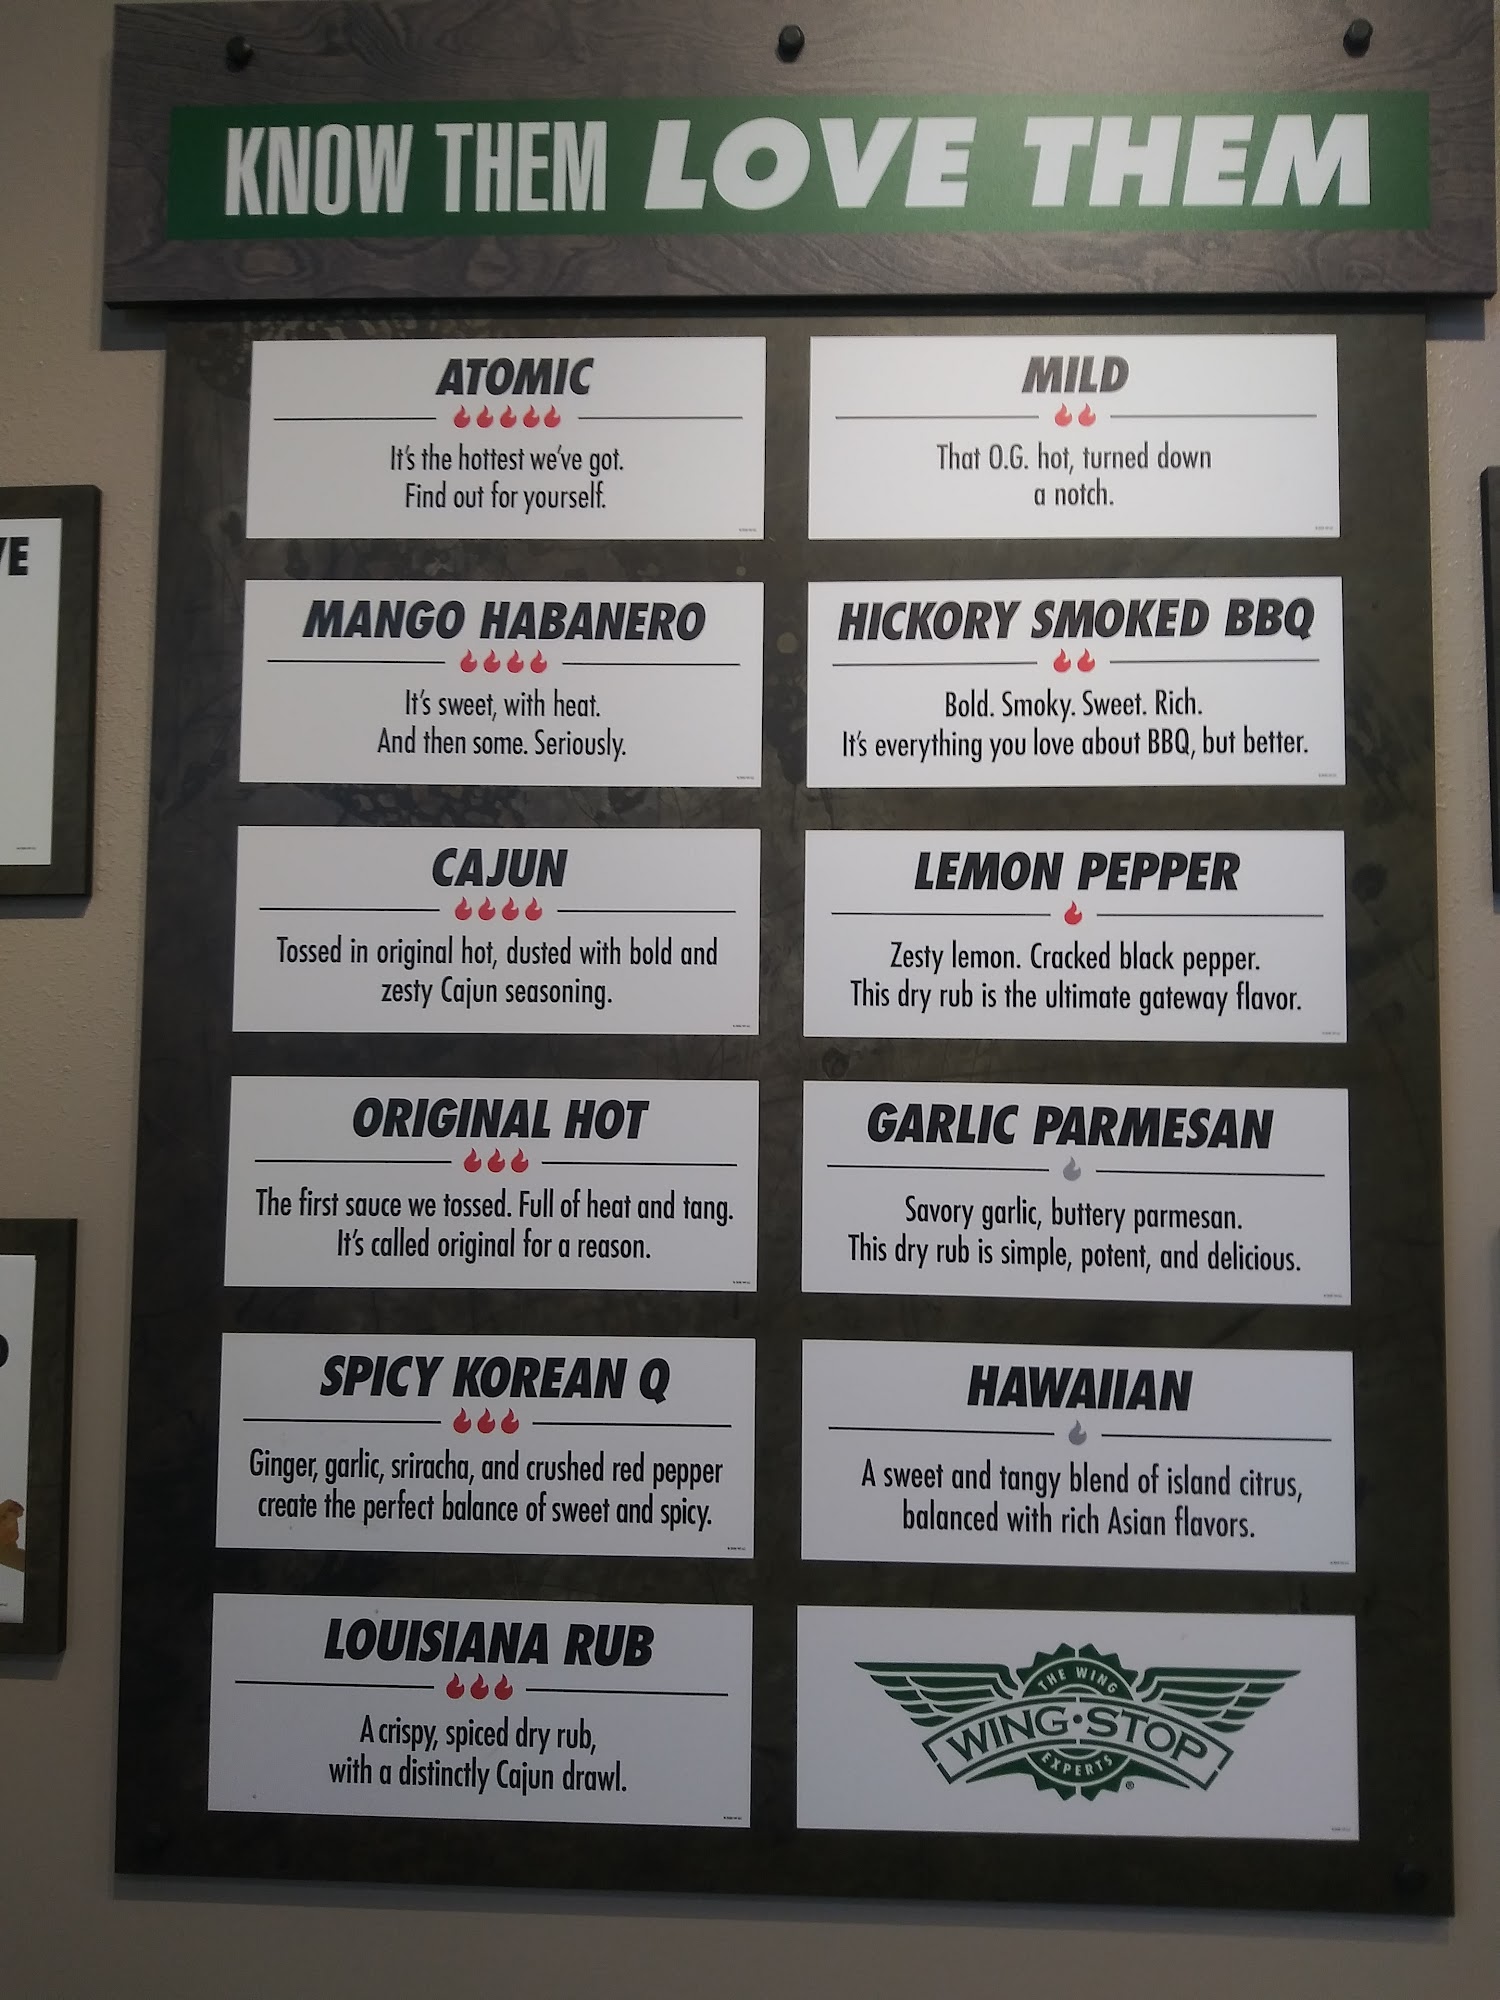 KNOW THEM LOVE THEM
ATOMIC
It's the hottest we've got.
Find out for yourself.
MANGO HABANERO
It's sweet, with heat.
And then some. Seriously.
CAJUN
Tossed in original hot, dusted with bold and
zesty Cajun seasoning.
ORIGINAL HOT
The first sauce we tossed. Full of heat and tang.
It's called original for a reason.
SPICY KOREAN Q
Ginger, garlic, sriracha, and crushed red pepper
create the perfect balance of sweet and spicy.
LOUISIANA RUB
A crispy, spiced dry rub,
with a distinctly Cajun drawl.
MILD
That O.G. hot, turned down
a notch.
HICKORY SMOKED BBQ
Bold. Smoky. Sweet. Rich.
It's everything you love about BBQ, but better.
LEMON PEPPER
Zesty lemon. Cracked black pepper.
This dry rub is the ultimate gateway flavor.
GARLIC PARMESAN
Savory garlic, buttery parmesan.
This dry rub is simple, potent, and delicious.
HAWAIIAN
A sweet and tangy blend of island citrus,
balanced with rich Asian flavors.
THE WING
WING·STOP
EXPERTS
®